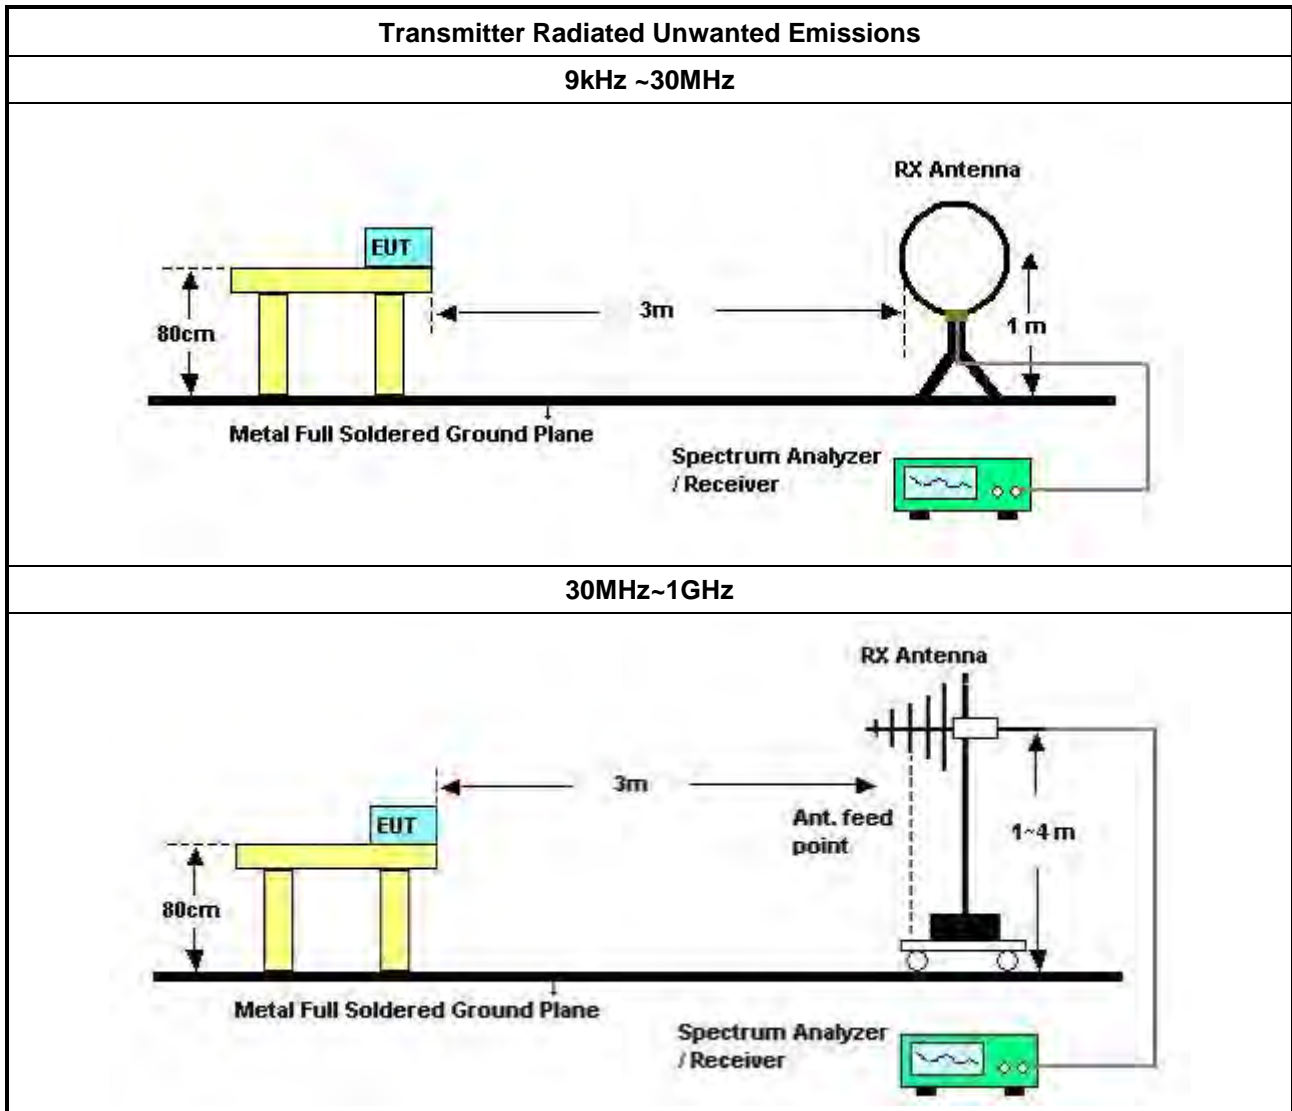 Transmitter Radiated Unwanted Emissions
9kHz ~30MHz
RX Antenna
EUT
80cm
3m
1 m
Metal Full Soldered Ground Plane
Spectrum Analyzer
/ Receiver
30MHz~1GHz
RX Antenna
3m
EUT
Ant. feed
point
1~4 m
80cm
Metal Full Soldered Ground Plane
Spectrum Analyzer
/ Receiver